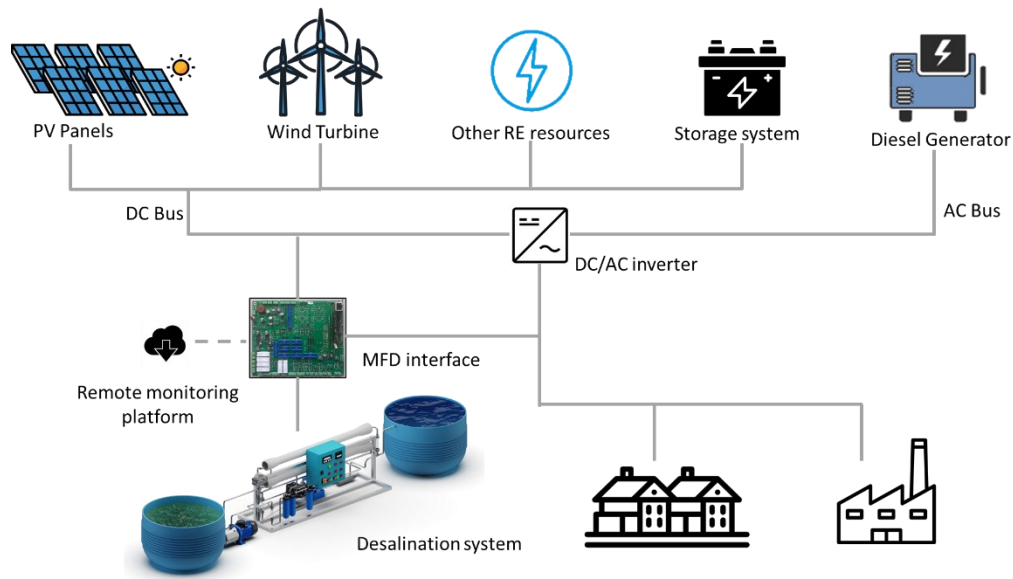 PV Panels
Wind Turbine
Other RE resources
Storage system
Diesel Generator
DC Bus
AC Bus
DC/AC inverter
MFD interface
Remote monitoring
platform
Desalination system